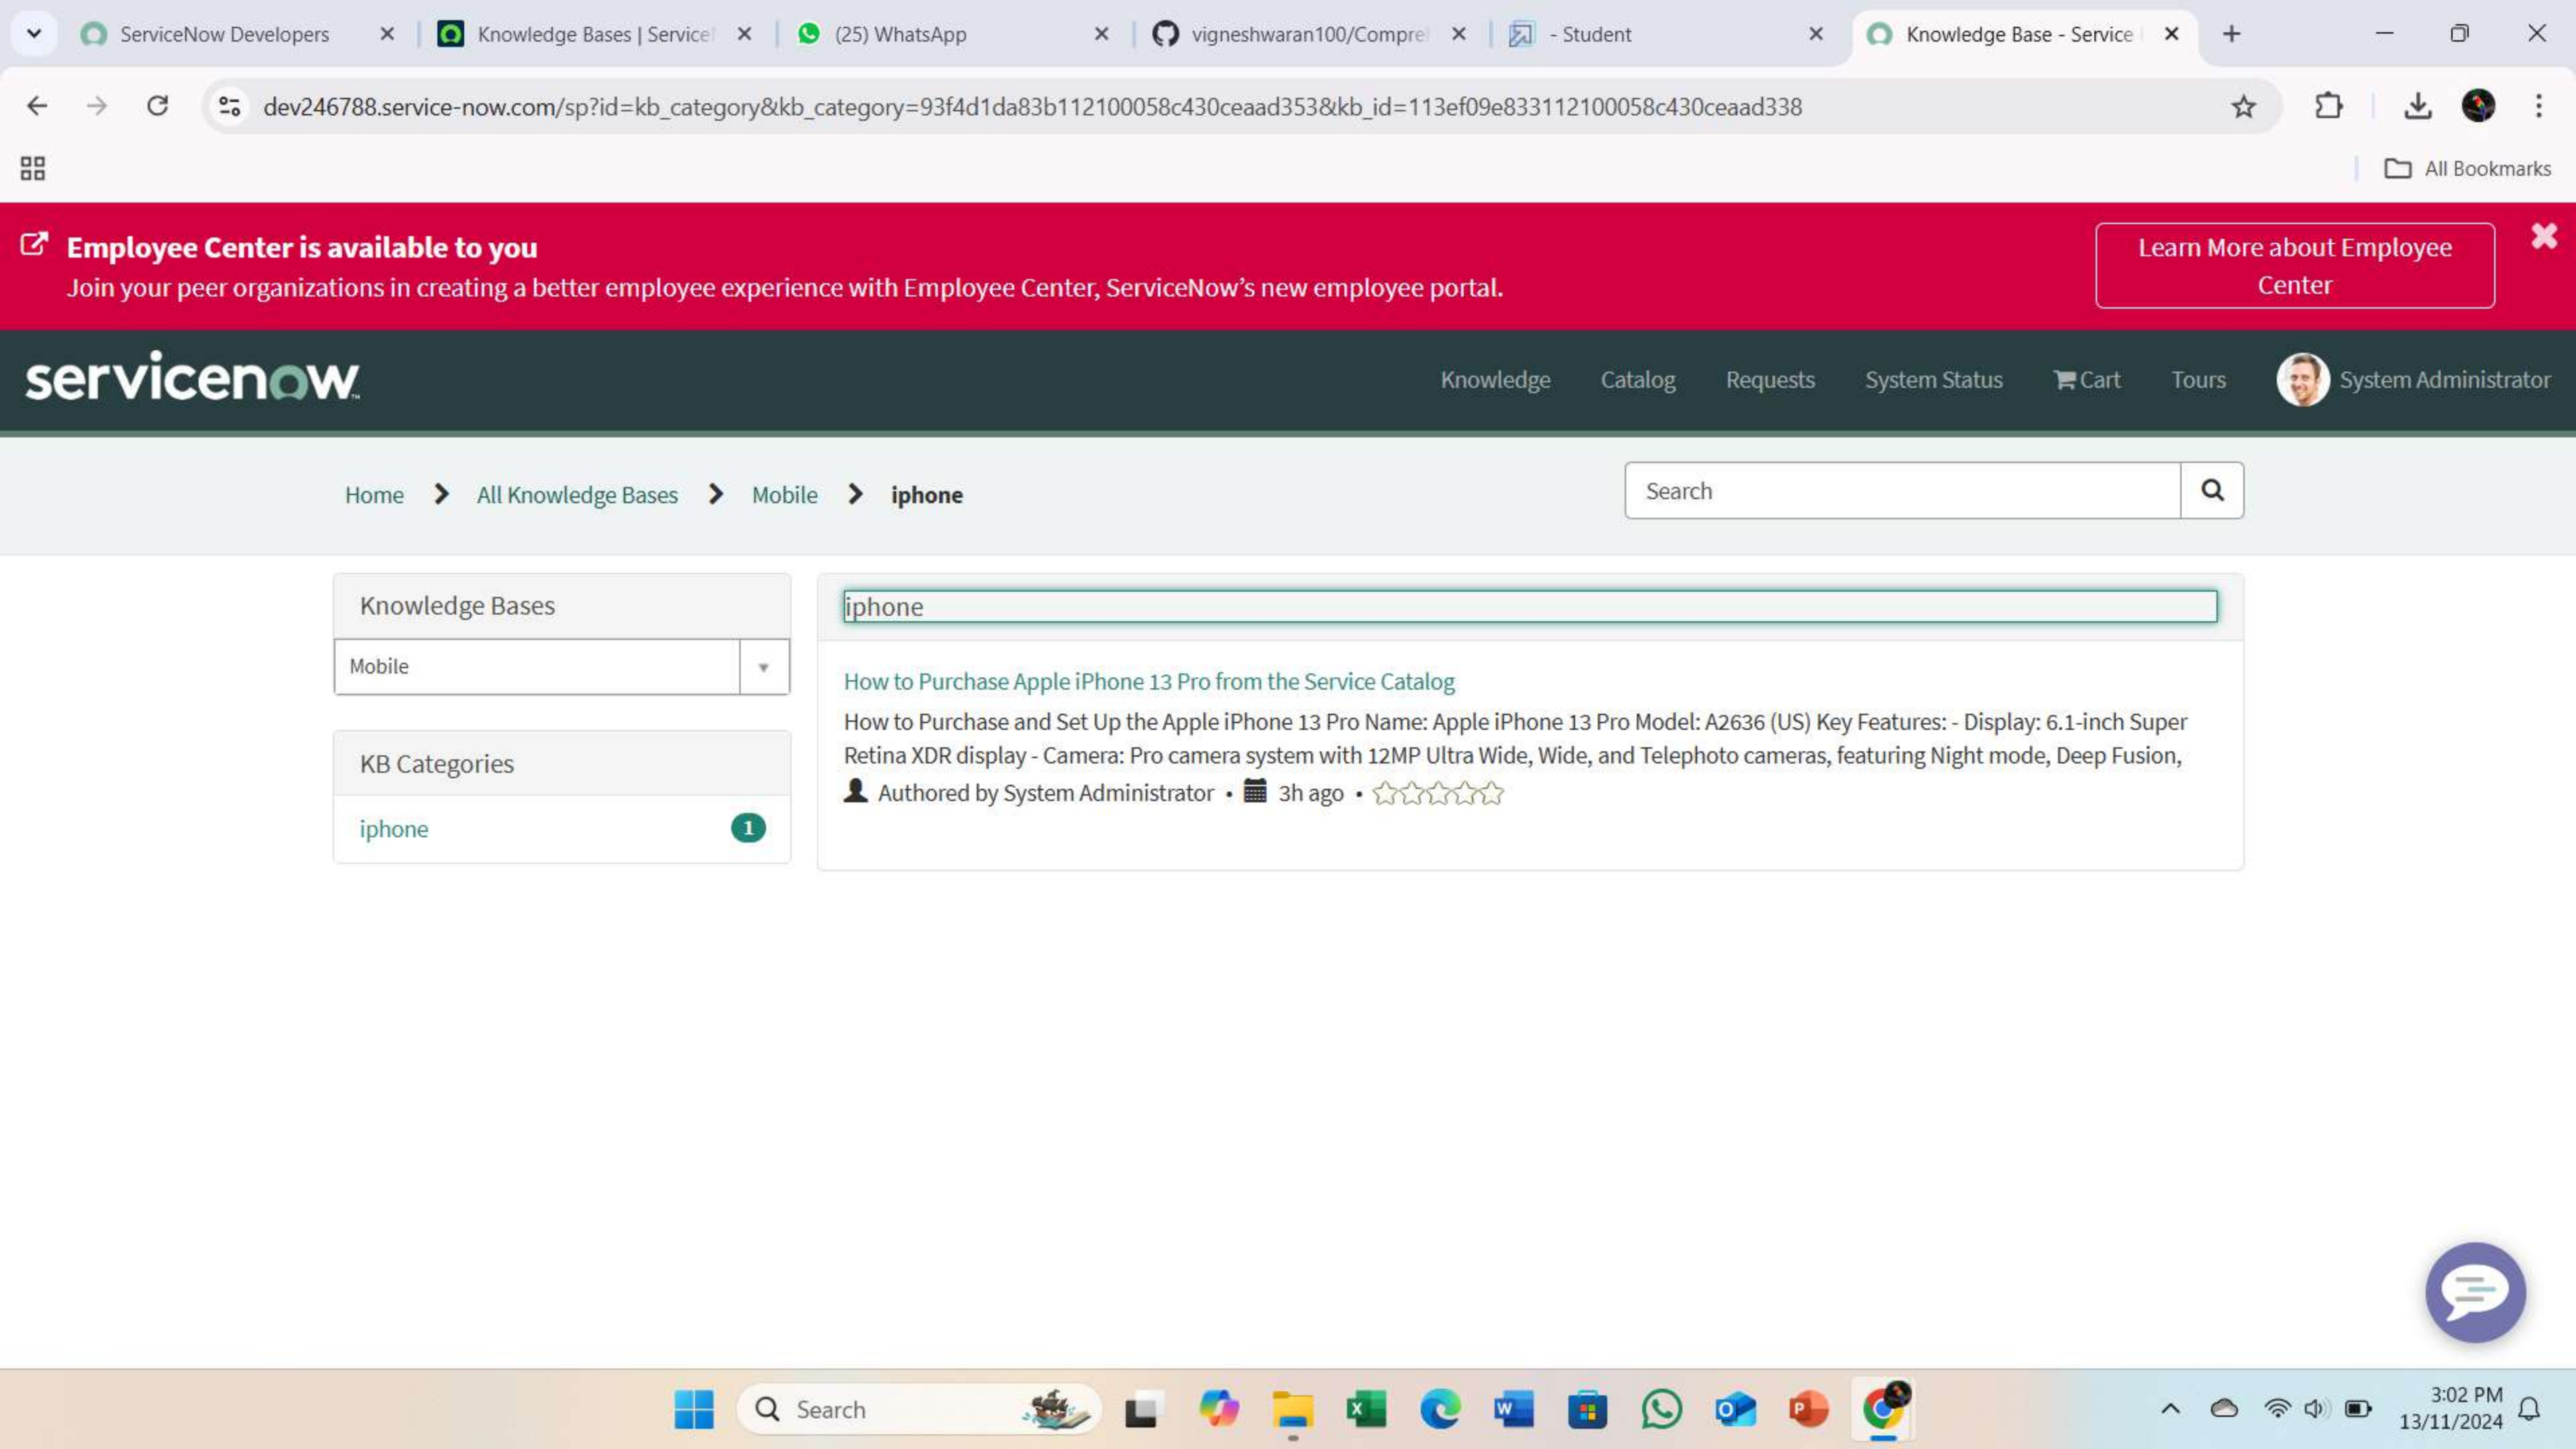 ServiceNow Developers
Knowledge Bases | Service
(25) WhatsApp
vigneshwaran100/Compre
- Student
Knowledge Base - Service
dev246788.service-now.com/sp?id=kb_category&kb_category=93f4d1da83b112100058c430ceaad353&kb_id=113ef09e833112100058c430ceaad338
All Bookmarks
Employee Center is available to you
Join your peer organizations in creating a better employee experience with Employee Center, ServiceNow's new employee portal.
Learn More about Employee
Center
servicenow
Knowledge
Catalog
Requests
System Status
Cart
Tours
System Administrator
Home
All Knowledge Bases
Mobile
iphone
Search
Knowledge Bases
Mobile
KB Categories
iphone
1
iphone
How to Purchase Apple iPhone 13 Pro from the Service Catalog
How to Purchase and Set Up the Apple iPhone 13 Pro Name: Apple iPhone 13 Pro Model: A2636 (US) Key Features: - Display: 6.1-inch Super
Retina XDR display - Camera: Pro camera system with 12MP Ultra Wide, Wide, and Telephoto cameras, featuring Night mode, Deep Fusion,
Authored by System Administrator • 3h ago •
Search
3:02 PM
13/11/2024